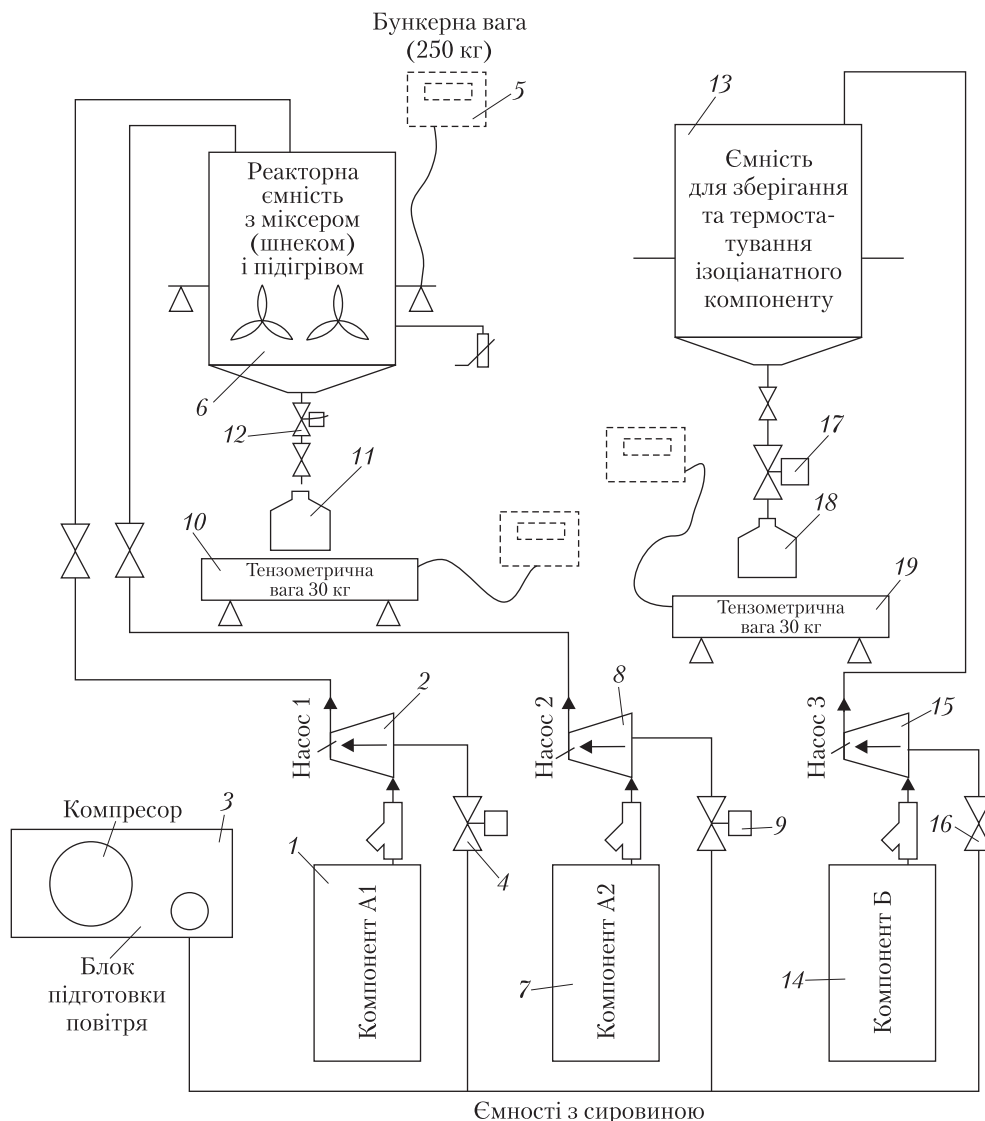 Бункерна вага
(250 кг)
5
13
Реакторна
ємність
з міксером
(шнеком)
і підігрівом
Ємність
для зберігання
та термоста-
тування
ізоціанатного
компоненту
6
12
11
17
18
10
Тензометрична
вага 30 кг
19
Тензометрична
вага 30 кг
Насос 1
2
Насос 2
8
Насос 3
15
Компресор
3
1
4
9
16
Компонент А1
Компонент А2
7
Компонент Б
14
Блок
підготовки
повітря
Ємності з сировиною